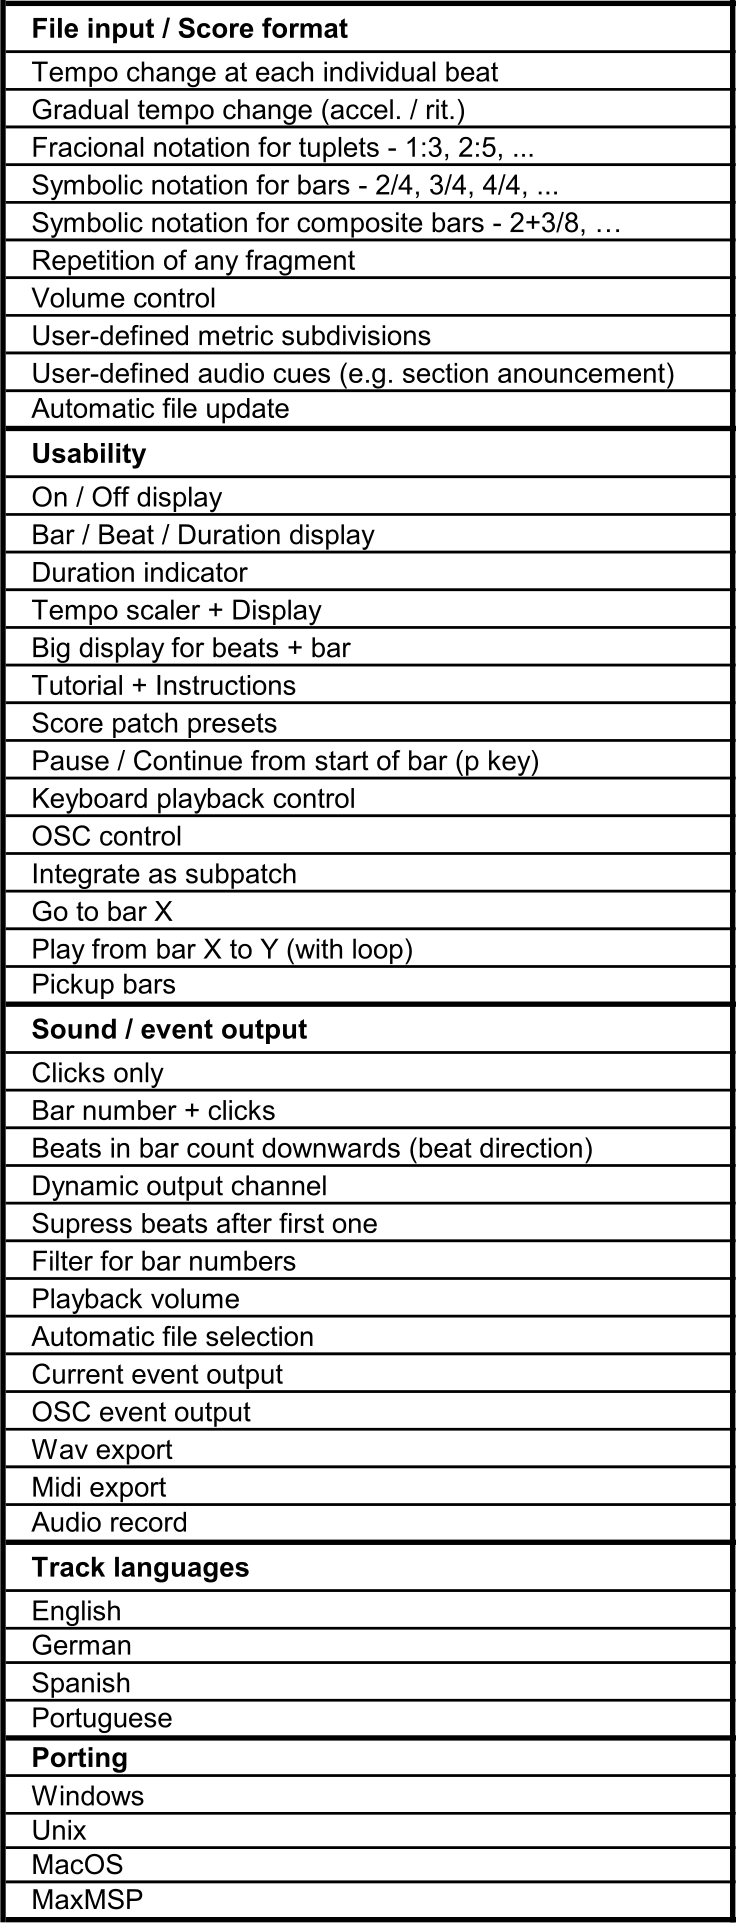 File input / Score format
Tempo change at each individual beat
Gradual tempo change (accel. / rit.)
Fracional notation for tuplets - 1:3, 2:5, ...
Symbolic notation for bars - 2/4, 3/4, 4/4, ...
Symbolic notation for composite bars - 2+3/8, …
Repetition of any fragment
Volume control
User-defined metric subdivisions
User-defined audio cues (e.g. section anouncement)
Automatic file update
Usability
On / Off display
Bar / Beat / Duration display
Duration indicator
Tempo scaler + Display
Big display for beats + bar
Tutorial + Instructions
Score patch presets
Pause / Continue from start of bar (p key)
Keyboard playback control
OSC control
Integrate as subpatch
Go to bar X
Play from bar X to Y (with loop)
Pickup bars
Sound / event output
Clicks only
Bar number + clicks
Beats in bar count downwards (beat direction)
Dynamic output channel
Supress beats after first one
Filter for bar numbers
Playback volume
Automatic file selection
Current event output
OSC event output
Wav export
Midi export
Audio record
Track languages
English
German
Spanish
Portuguese
Porting
Windows
Unix
MacOS
MaxMSP